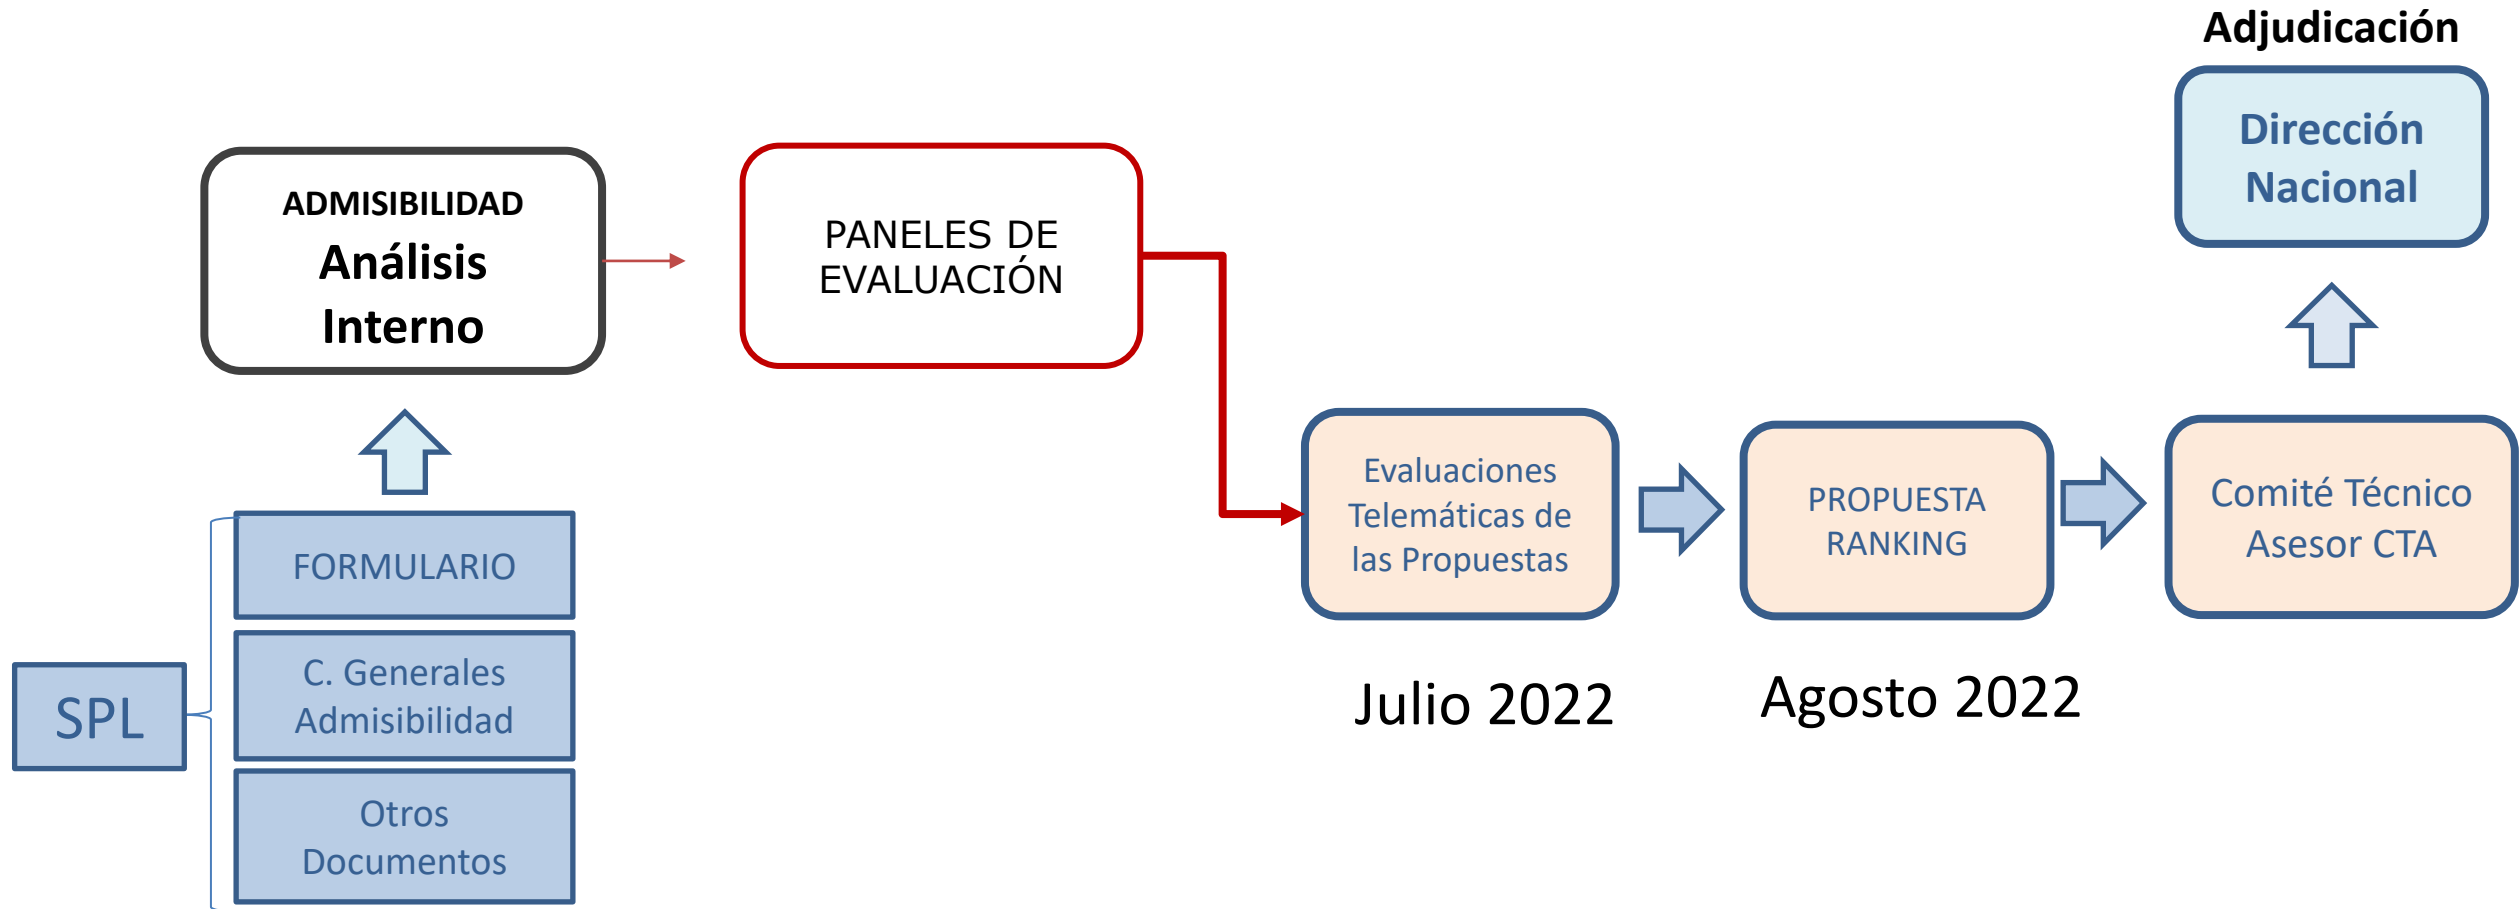 Adjudicación
Dirección
Nacional
ADMISIBILIDAD
Análisis
Interno
PANELES DE
EVALUACIÓN
Evaluaciones
Telemáticas de
las Propuestas
PROPUESTA
RANKING
Comité Técnico
Asesor CTA
Julio 2022
Agosto 2022
SPL
FORMULARIO
C. Generales
Admisibilidad
Otros
Documentos